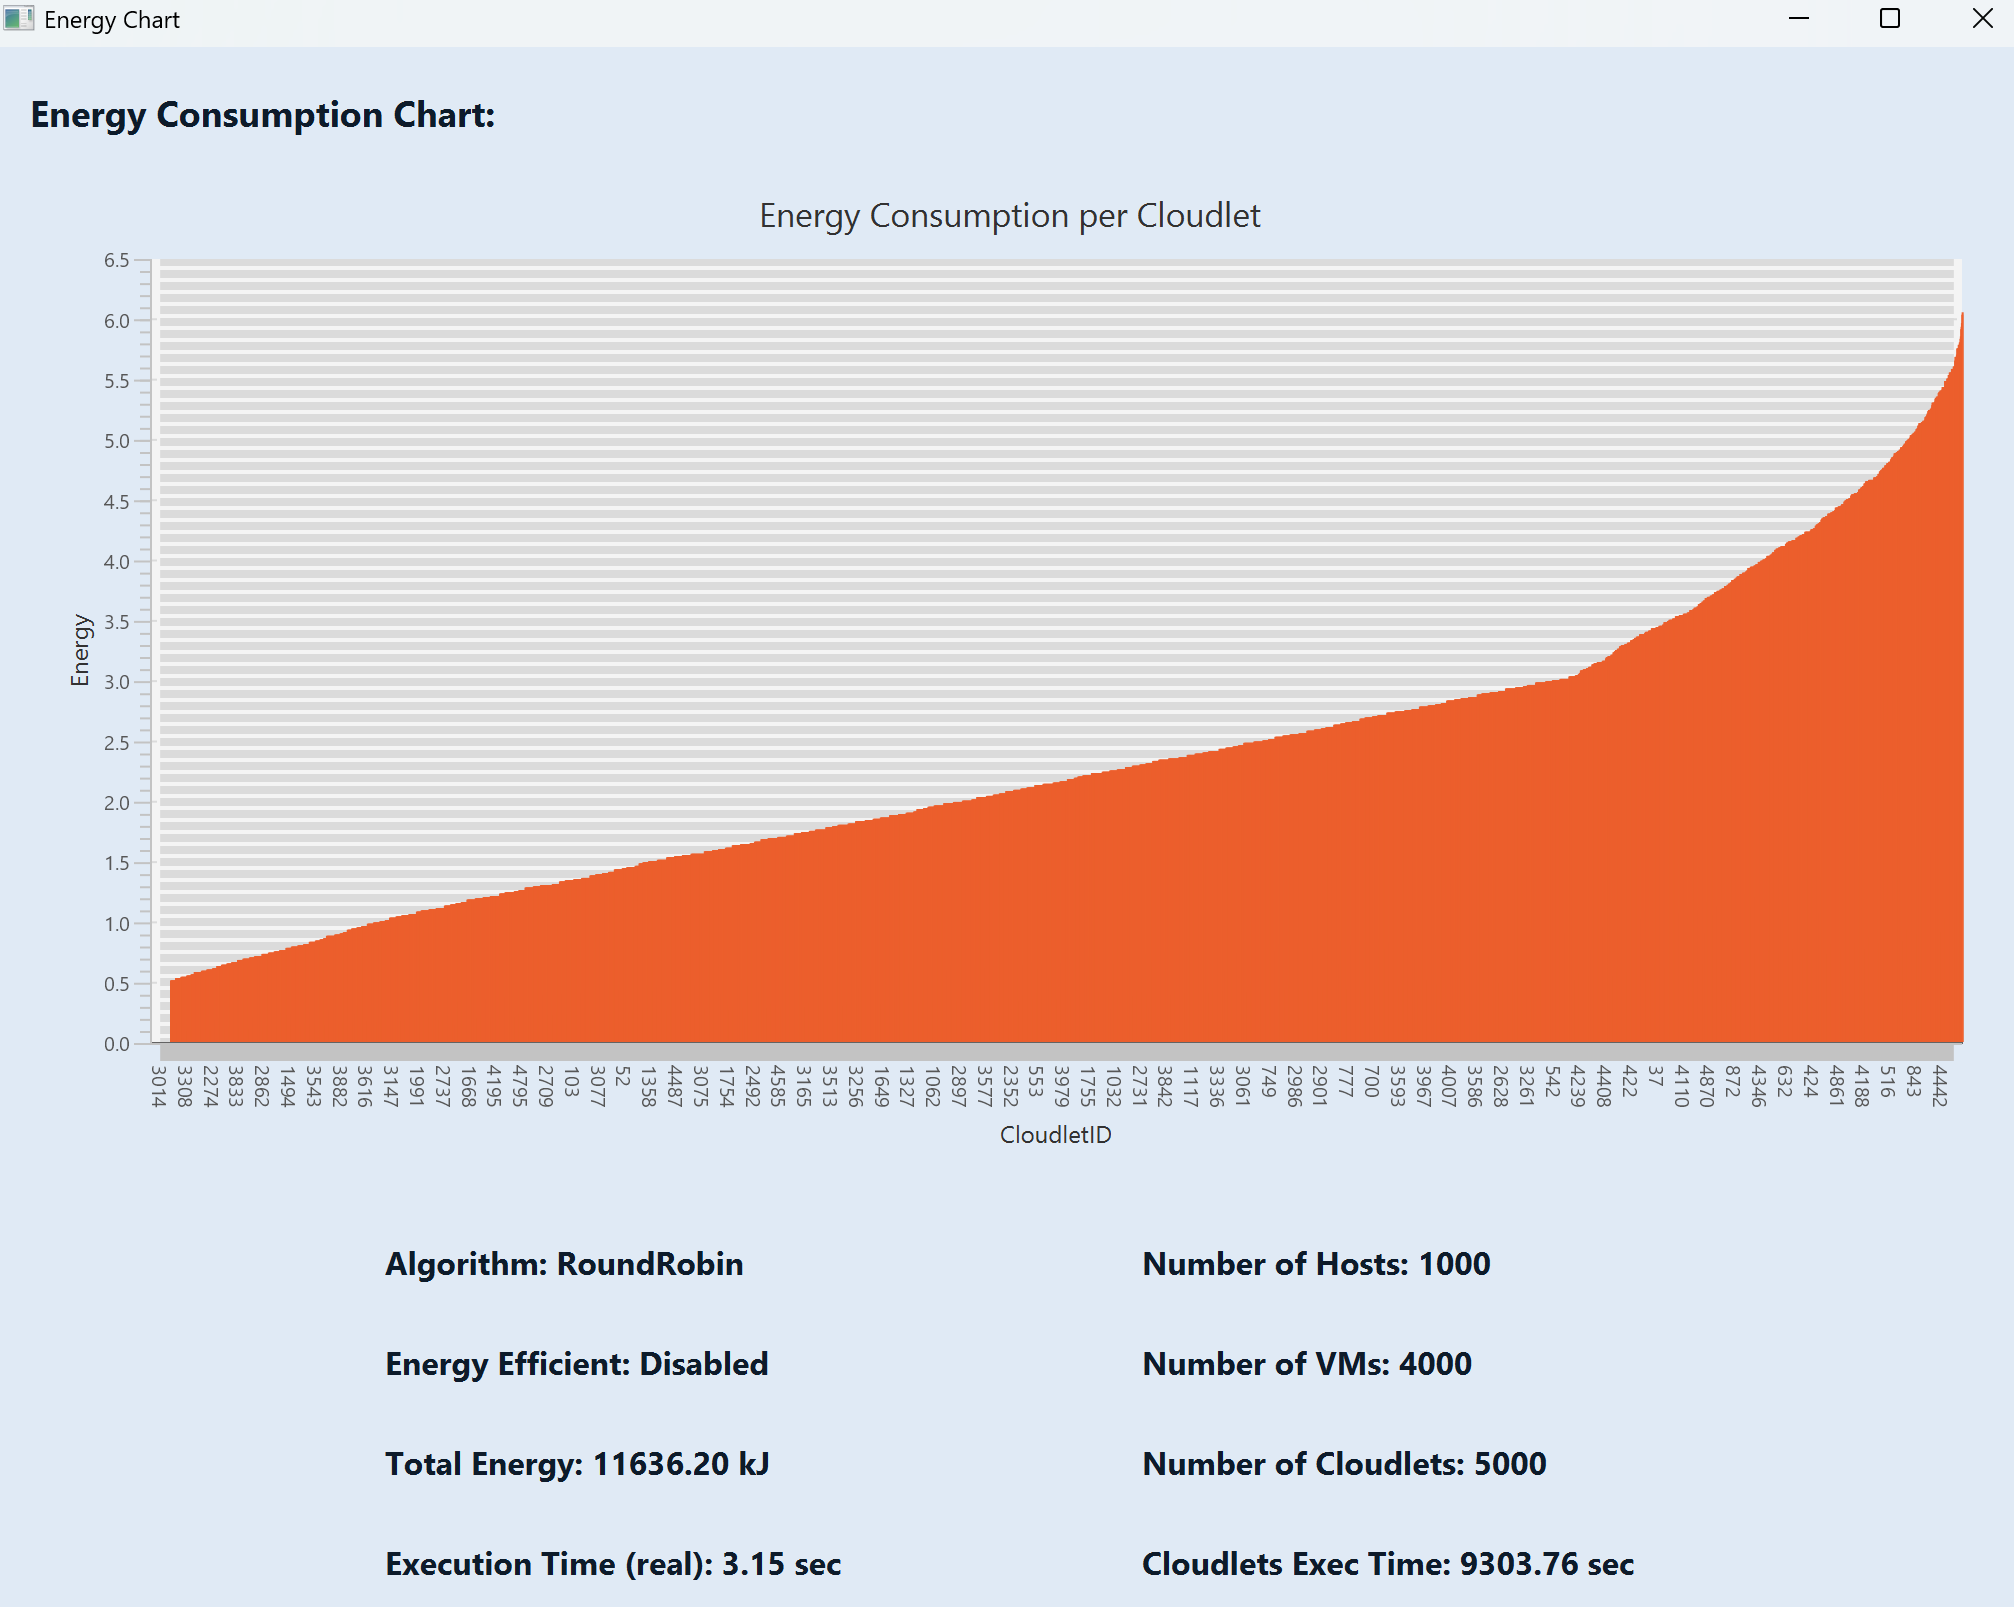 Energy Chart
Energy Consumption Chart:
Energy Consumption per Cloudlet
6.5
6.0
5.5
5.0
4.5
4.0
3.5
3.0
2.5
2.0
1.5
1.0
0.5
0.0
Energy
3014 3308 2274 3833 2862 1494 3543 3882 3616 3147 1991 2737 1668 4195 4795 2709 103 3077 52 1358 4487 3075 1754 2492 4585 3165 3513 3256 1649 1327 1062 2897 3577 2352 553 3979 1755 1032 2731 3842 1117 3336 3061 749 2986 2901 777 700 3593 3967 4007 3586 2628 3261 542 4239 4408 422 37 4110 4870 872 4346 632 4224 4861 4188 516 843 4442
CloudletID
Algorithm: RoundRobin
Number of Hosts: 1000
Energy Efficient: Disabled
Number of VMs: 4000
Total Energy: 11636.20 kJ
Number of Cloudlets: 5000
Execution Time (real): 3.15 sec
Cloudlets Exec Time: 9303.76 sec